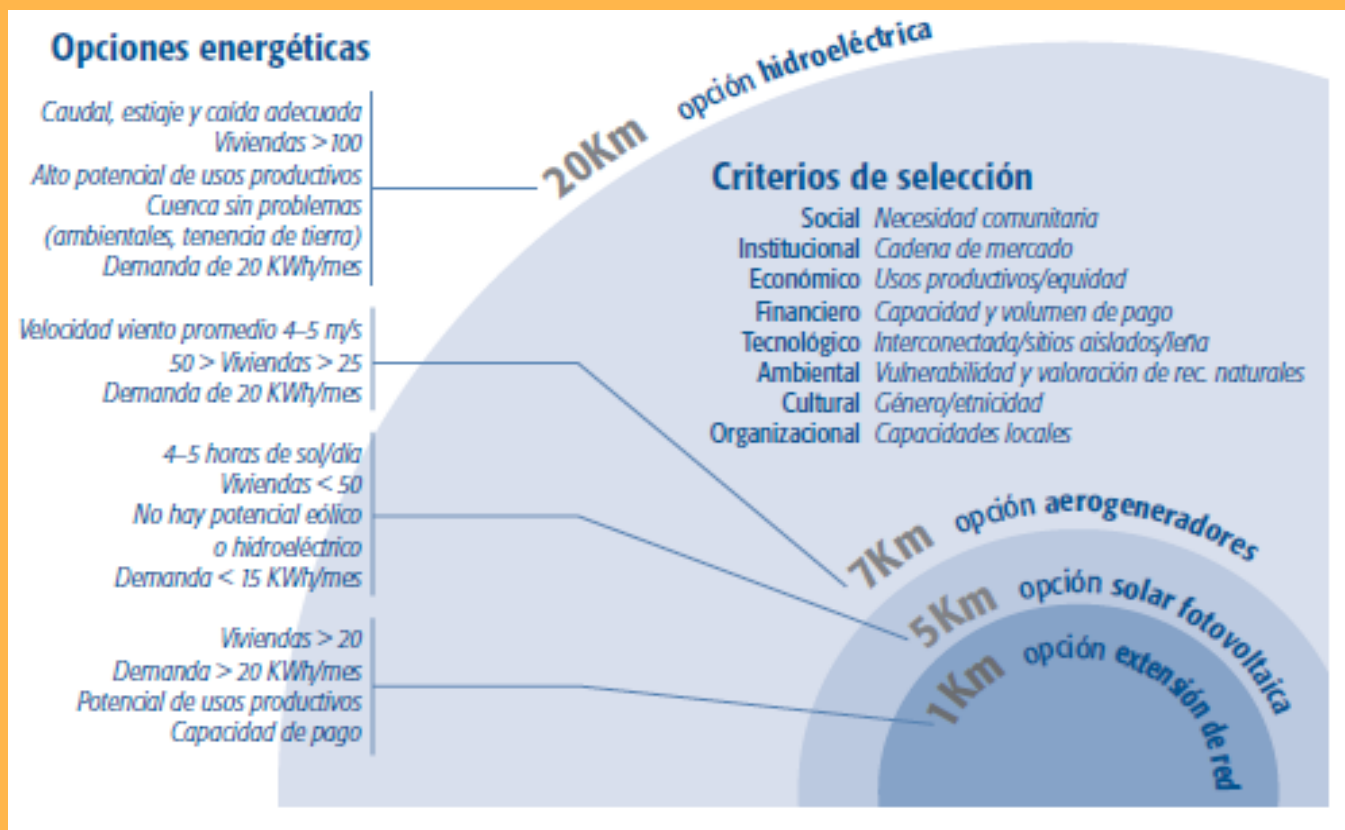 Opciones energéticas
Caudal, estiaje y caída adecuada
Viviendas > 100
Alto potencial de usos productivos
Cuenca sin problemas
(ambientales, tenencia de tierra)
Demanda de 20 KWh/mes
Velocidad viento promedio 4–5 m/s
50 > Viviendas > 25
Demanda de 20 KWh/mes
4–5 horas de sol/día
Viviendas < 50
No hay potencial eólico
o hidroeléctrico
Demanda < 15 KWh/mes
Viviendas > 20
Demanda > 20 KWh/mes
Potencial de usos productivos
Capacidad de pago
20Km opción hidroeléctrica
Criterios de selección
Social Necesidad comunitaria
Institucional Cadena de mercado
Económico Usos productivos/equidad
Financiero Capacidad y volumen de pago
Tecnológico Interconectada/sitios aislados/leña
Ambiental Vulnerabilidad y valoración de rec. naturales
Cultural Género/etnicidad
Organizacional Capacidades locales
7Km opción aerogeneradores
5Km opción solar fotovoltaica
1Km opción extensión de red